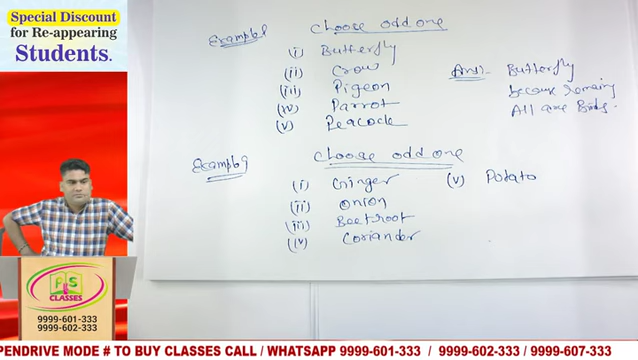 Special Discount
for Re-appearing
Students.
Example8
Choose odd one
(i) Butterfly
(ii) Crow
(iii) Pigeon
(iv) Parrot
(v) Peacock
Ans:- Butterfly
because remaining
All are Birds.
Example9
Choose odd one
(i) Ginger
(v) Potato
(ii) Onion
(iii) Beetroot
(iv) Coriander
PS
CLASSES
9999-601-333
9999-602-333
PENDRIVE MODE # TO BUY CLASSES CALL / WHATSAPP 9999-601-333 / 9999-602-333 / 9999-607-333